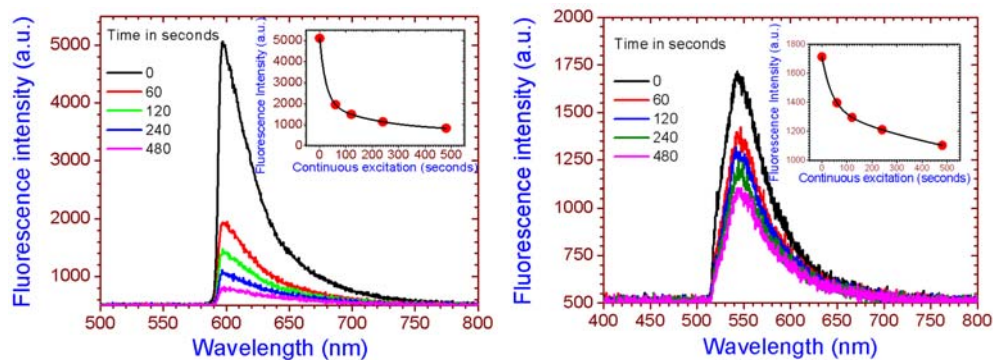 Fluorescence intensity (a.u.)
5000
4000
3000
2000
1000
Time in seconds
0
60
120
240
480
Fluorescence Intensity (a.u.)
5000
4000
3000
2000
1000
0
0 100 200 300 400 500
Continuous excitation (seconds)
500 550 600 650 700 750 800
Wavelength (nm)
Fluorescence intensity (a.u.)
2000
1750
1500
1250
1000
750
500
Time in seconds
0
60
120
240
480
Fluorescence Intensity (a.u.)
1800
1600
1400
1200
1000
0 100 200 300 400 500
Continuous excitation (seconds)
400 450 500 550 600 650 700 750 800
Wavelength (nm)